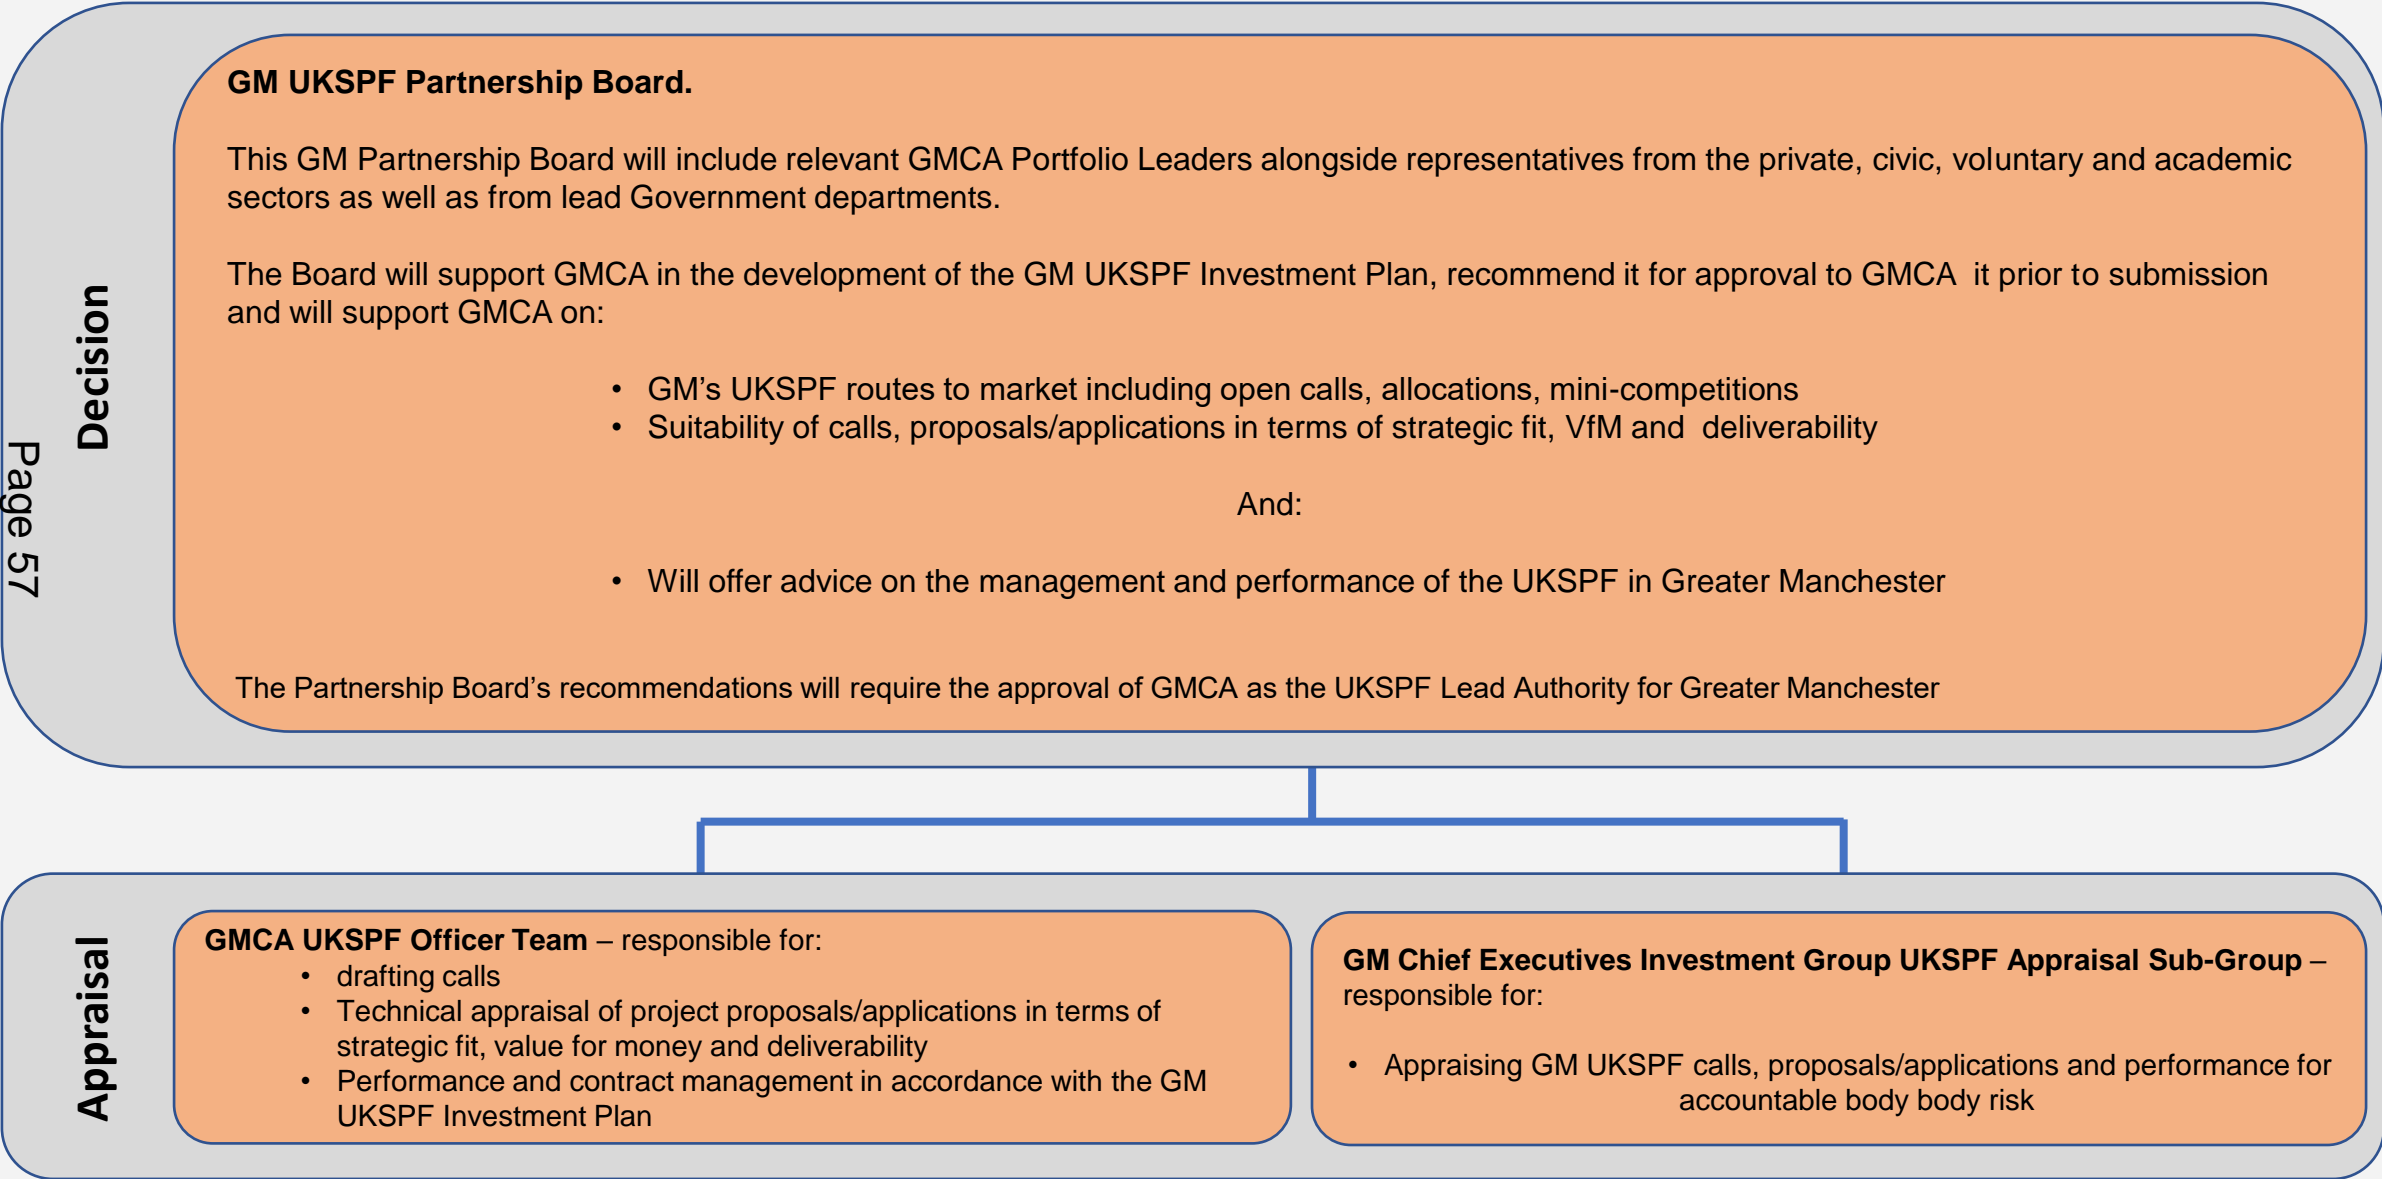 Decision
Page 57
GM UKSPF Partnership Board.
This GM Partnership Board will include relevant GMCA Portfolio Leaders alongside representatives from the private, civic, voluntary and academic
sectors as well as from lead Government departments.
The Board will support GMCA in the development of the GM UKSPF Investment Plan, recommend it for approval to GMCA it prior to submission
and will support GMCA on:
• GM’s UKSPF routes to market including open calls, allocations, mini-competitions
• Suitability of calls, proposals/applications in terms of strategic fit, VfM and deliverability
And:
• Will offer advice on the management and performance of the UKSPF in Greater Manchester
The Partnership Board’s recommendations will require the approval of GMCA as the UKSPF Lead Authority for Greater Manchester
Appraisal
GMCA UKSPF Officer Team – responsible for:
• drafting calls
• Technical appraisal of project proposals/applications in terms of
strategic fit, value for money and deliverability
• Performance and contract management in accordance with the GM
UKSPF Investment Plan
GM Chief Executives Investment Group UKSPF Appraisal Sub-Group –
responsible for:
• Appraising GM UKSPF calls, proposals/applications and performance for
accountable body body risk